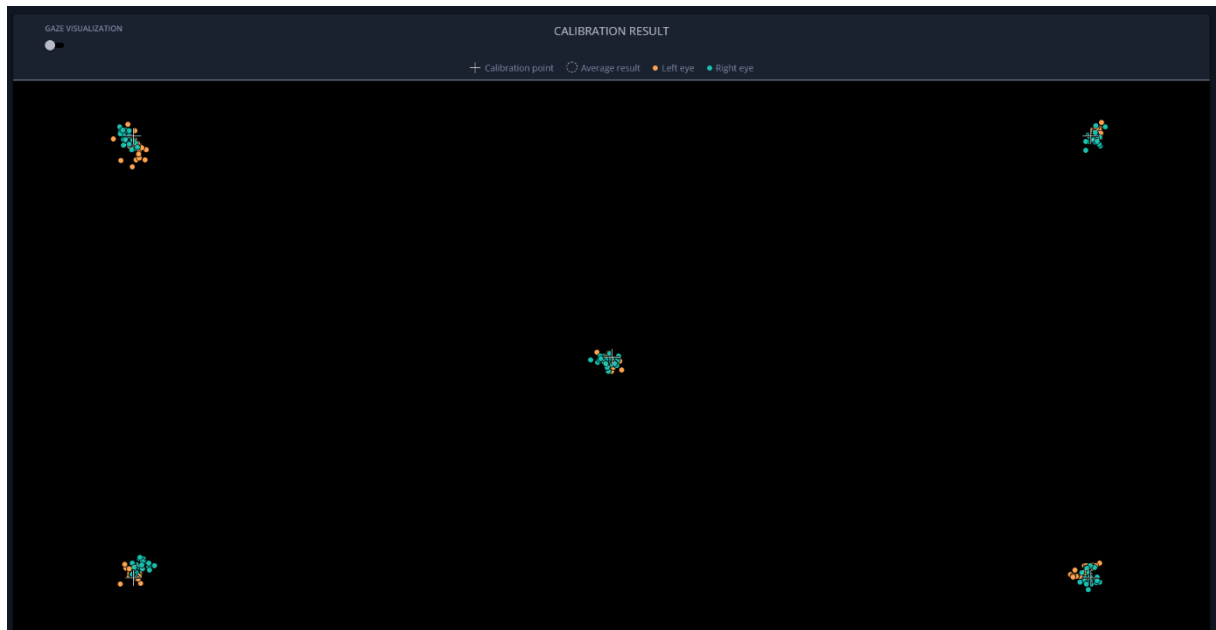 GAZE VISUALIZATION
CALIBRATION RESULT
Calibration point Average result Left eye Right eye